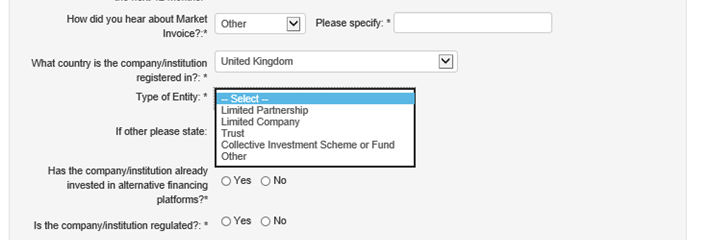 How did you hear about Market Invoice?:* Other Please specify: *
What country is the company/institution registered in?: * United Kingdom
Type of Entity: *
-- Select --
Limited Partnership
Limited Company
Trust
Collective Investment Scheme or Fund
Other
If other please state:
Has the company/institution already
invested in alternative financing
platforms?*
Yes No
Is the company/institution regulated?: * Yes No